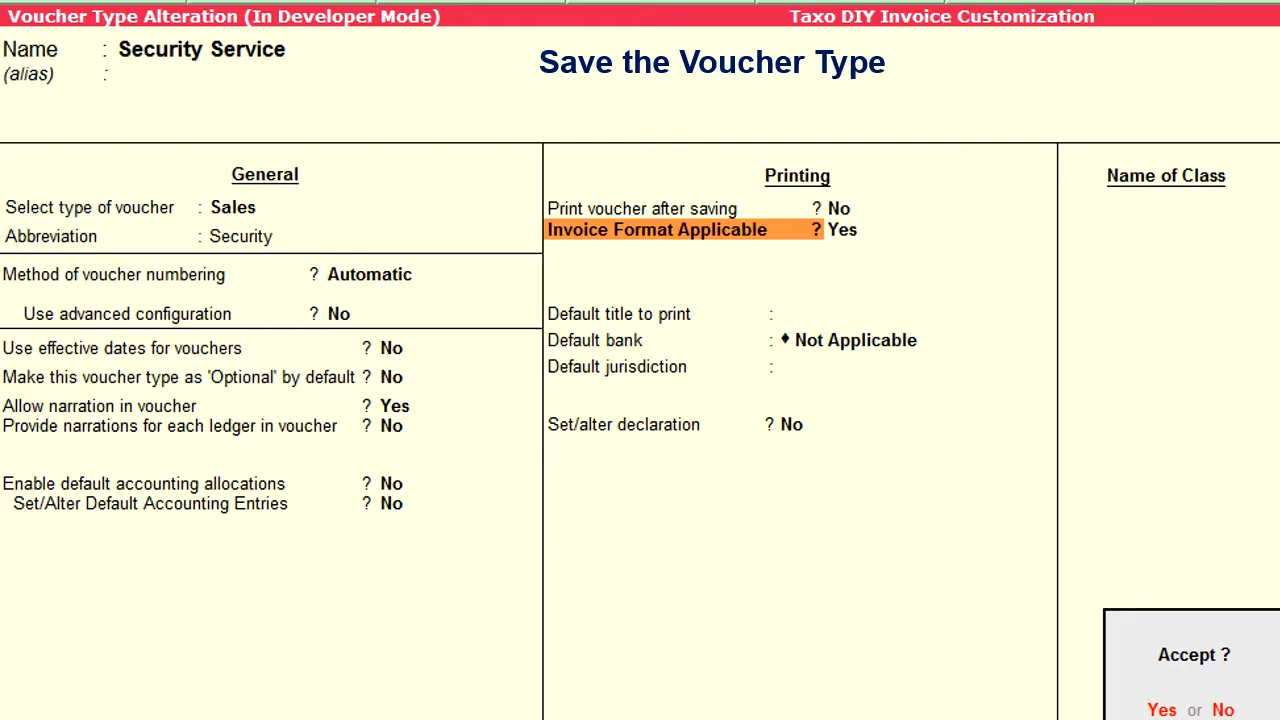 Voucher Type Alteration (In Developer Mode) Taxo DIY Invoice Customization
Name : Security Service
(alias) :
Save the Voucher Type
General
Select type of voucher : Sales
Abbreviation : Security
Method of voucher numbering ? Automatic
Use advanced configuration ? No
Use effective dates for vouchers ? No
Make this voucher type as 'Optional' by default ? No
Allow narration in voucher ? Yes
Provide narrations for each ledger in voucher ? No
Enable default accounting allocations ? No
Set/Alter Default Accounting Entries ? No
Printing
Print voucher after saving ? No
Invoice Format Applicable ? Yes
Default title to print :
Default bank : ♦ Not Applicable
Default jurisdiction :
Set/alter declaration ? No
Name of Class
Accept ?
Yes or No